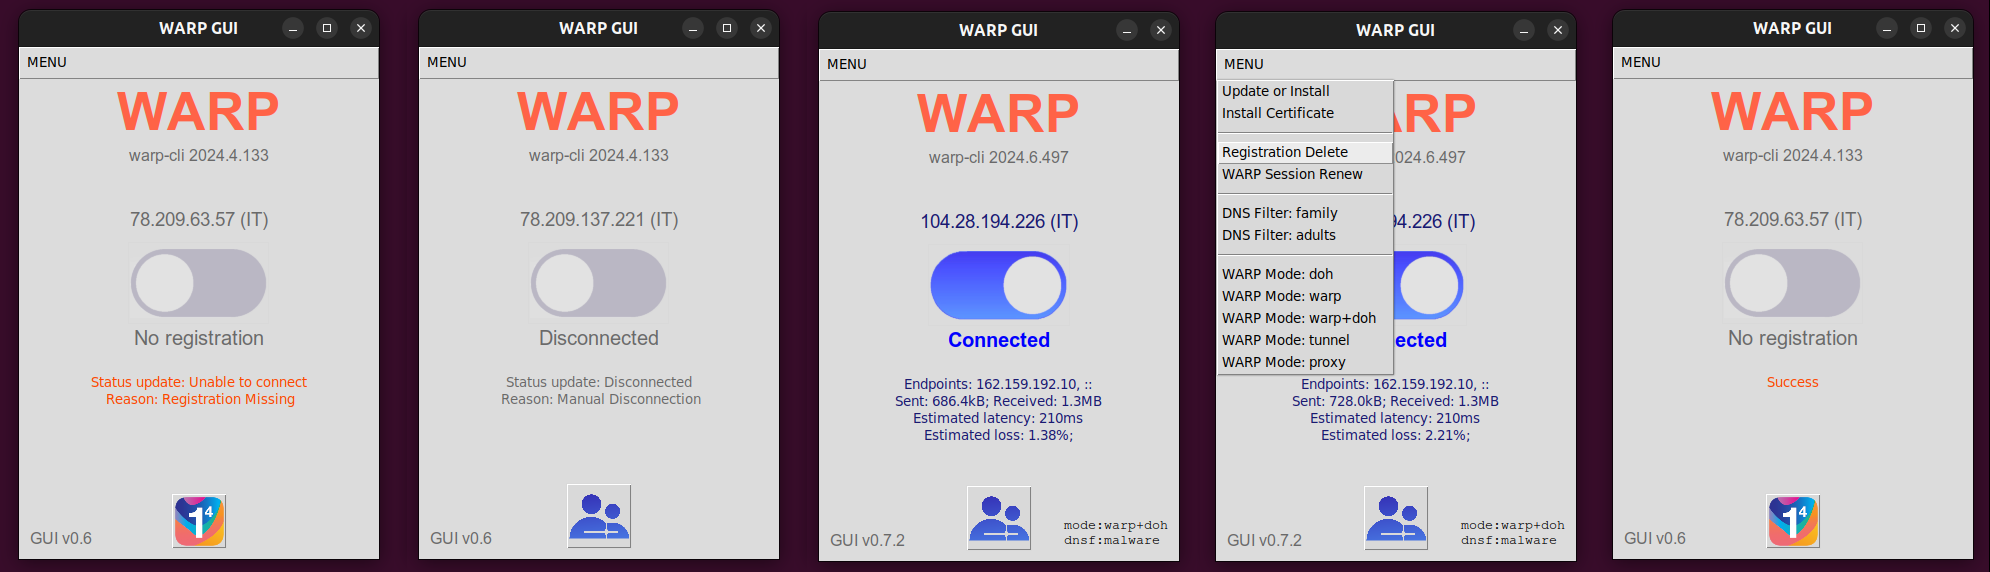 WARP GUI
MENU
WARP
warp-cli 2024.4.133
78.209.63.57 (IT)
No registration
Status update: Unable to connect
Reason: Registration Missing
1⁴
GUI v0.6
WARP GUI
MENU
WARP
warp-cli 2024.4.133
78.209.137.221 (IT)
Disconnected
Status update: Disconnected
Reason: Manual Disconnection
GUI v0.6
WARP GUI
MENU
WARP
warp-cli 2024.6.497
104.28.194.226 (IT)
Connected
Endpoints: 162.159.192.10, ::
Sent: 686.4kB; Received: 1.3MB
Estimated latency: 210ms
Estimated loss: 1.38%;
mode:warp+doh
GUI v0.7.2
dnsf:malware
WARP GUI
MENU
Update or Install
Install Certificate
Registration Delete
WARP Session Renew
DNS Filter: family
DNS Filter: adults
WARP Mode: doh
WARP Mode: warp
WARP Mode: warp+doh
WARP Mode: tunnel
WARP Mode: proxy
ARP
024.6.497
94.226 (IT)
ected
Endpoints: 162.159.192.10, ::
Sent: 728.0kB; Received: 1.3MB
Estimated latency: 210ms
Estimated loss: 2.21%;
mode:warp+doh
GUI v0.7.2
dnsf:malware
WARP GUI
MENU
WARP
warp-cli 2024.4.133
78.209.63.57 (IT)
No registration
Success
1⁴
GUI v0.6